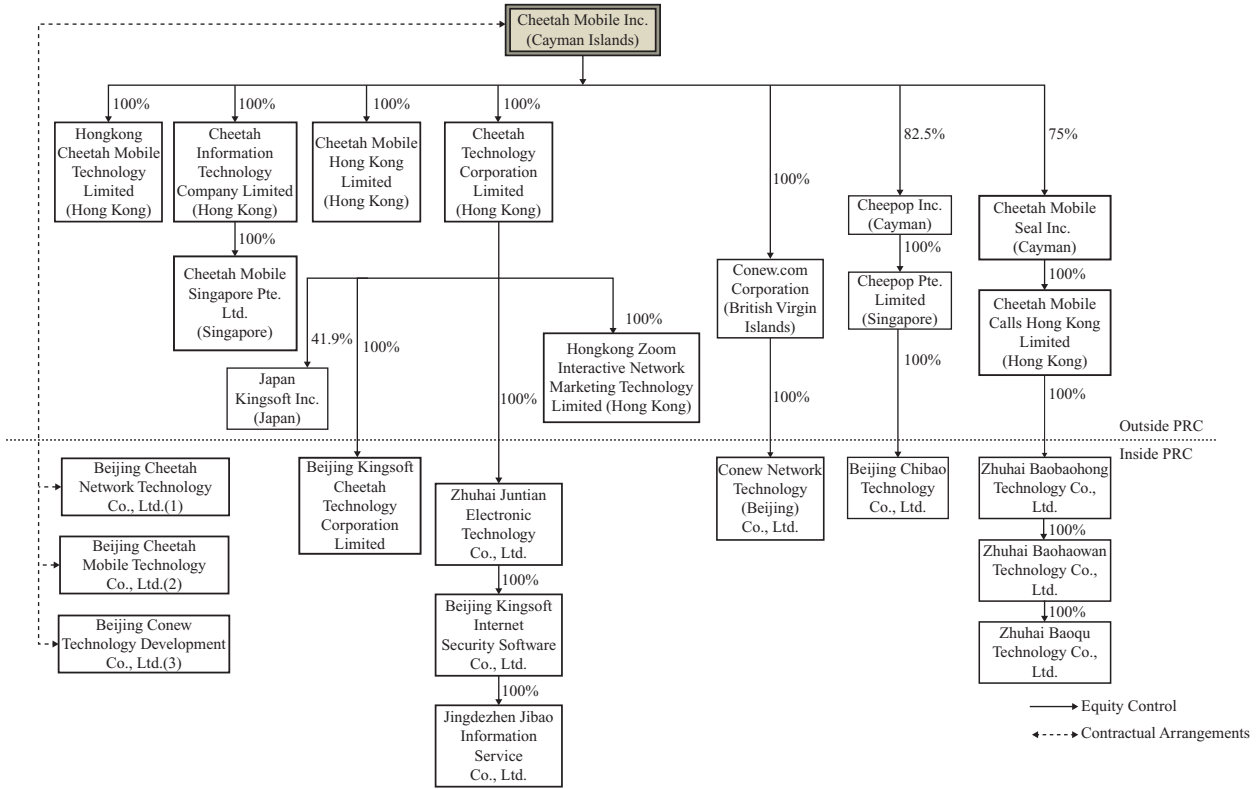 Cheetah Mobile Inc.
(Cayman Islands)
100%
100%
100%
100%
82.5%
75%
100%
Hongkong
Cheetah Mobile
Technology
Limited
(Hong Kong)
Cheetah
Information
Technology
Company Limited
(Hong Kong)
Cheetah Mobile
Hong Kong
Limited
(Hong Kong)
Cheetah
Technology
Corporation
Limited
(Hong Kong)
Cheepop Inc.
(Cayman)
Cheetah Mobile
Seal Inc.
(Cayman)
100%
100%
100%
Cheetah Mobile
Singapore Pte.
Ltd.
(Singapore)
Conew.com
Corporation
(British Virgin
Islands)
Cheepop Pte.
Limited
(Singapore)
Cheetah Mobile
Calls Hong Kong
Limited
(Hong Kong)
41.9%
100%
100%
100%
Japan
Kingsoft Inc.
(Japan)
Hongkong Zoom
Interactive Network
Marketing Technology
Limited (Hong Kong)
100%
100%
100%
Outside PRC
Inside PRC
Beijing Cheetah
Network Technology
Co., Ltd.(1)
Beijing Cheetah
Mobile Technology
Co., Ltd.(2)
Beijing Conew
Technology Development
Co., Ltd.(3)
Beijing Kingsoft
Cheetah
Technology
Corporation
Limited
Zhuhai Juntian
Electronic
Technology
Co., Ltd.
100%
Beijing Kingsoft
Internet
Security Software
Co., Ltd.
100%
Jingdezhen Jibao
Information
Service
Co., Ltd.
Conew Network
Technology
(Beijing)
Co., Ltd.
Beijing Chibao
Technology
Co., Ltd.
Zhuhai Baobaohong
Technology Co.,
Ltd.
100%
Zhuhai Baohaowan
Technology Co.,
Ltd.
100%
Zhuhai Baoqu
Technology Co.,
Ltd.
Equity Control
Contractual Arrangements